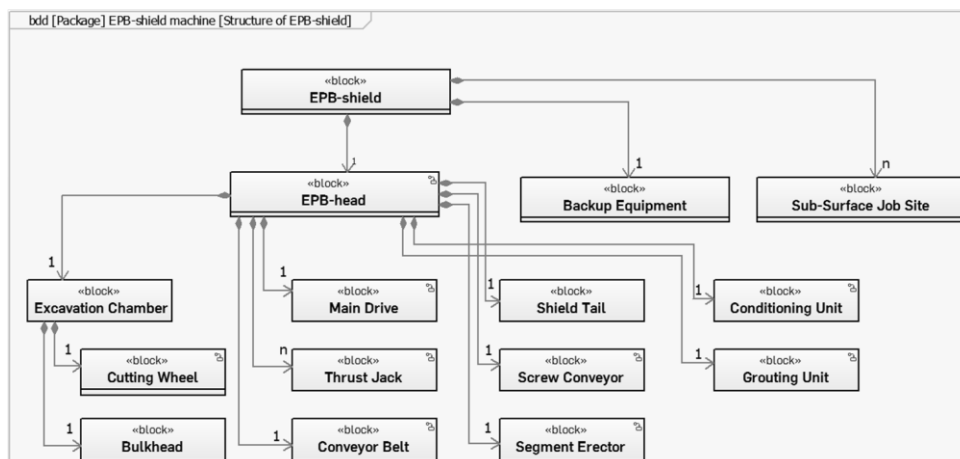 bdd [Package] EPB-shield machine [Structure of EPB-shield]
«block»
EPB-shield
1
1
n
«block»
EPB-head
«block»
Backup Equipment
«block»
Sub-Surface Job Site
1
«block»
Excavation Chamber
1
«block»
Main Drive
1
«block»
Shield Tail
1
«block»
Conditioning Unit
1
«block»
Cutting Wheel
n
«block»
Thrust Jack
1
«block»
Screw Conveyor
1
«block»
Grouting Unit
1
«block»
Bulkhead
1
«block»
Conveyor Belt
1
«block»
Segment Erector